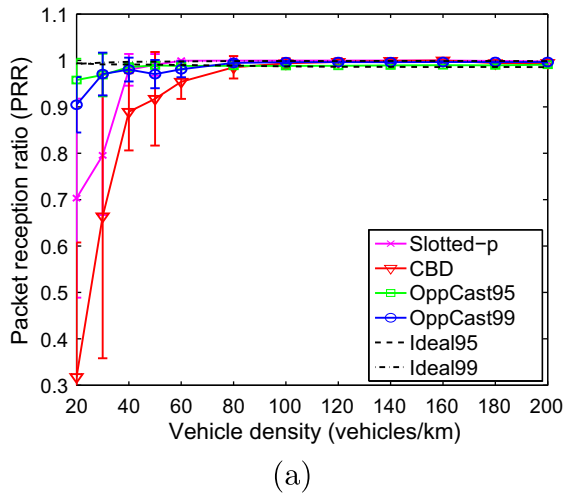 1.1
1
0.9
0.8
0.7
0.6
0.5
0.4
0.3
Packet reception ratio (PRR)
Slotted−p
CBD
OppCast95
OppCast99
Ideal95
Ideal99
20 40 60 80 100 120 140 160 180 200
Vehicle density (vehicles/km)
(a)